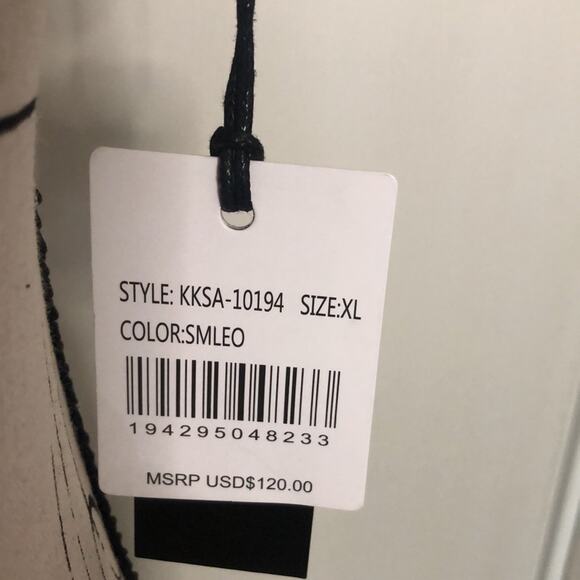 STYLE: KKSA-10194 SIZE:XL
COLOR:SMLEO
194295048233
MSRP USD$120.00